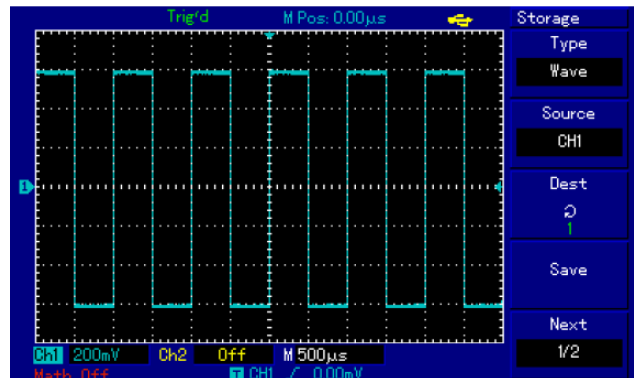 Trig'd M Pos: 0.00μs Storage
Type
Wave
Source
CH1
Dest
1
Save
Next
1/2
1
Ch1 200mV Ch2 Off M 500μs
Math Off T CH1 / 0.00mV